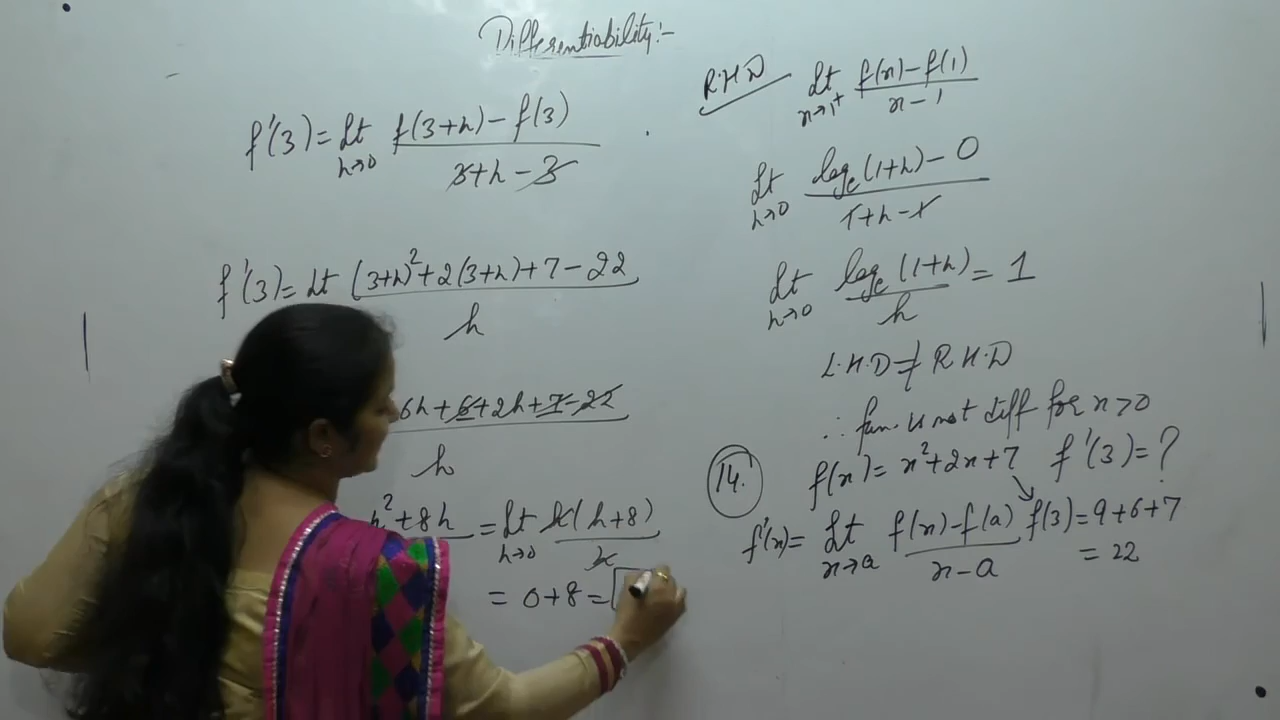 Differentiability:-
f'(3) = Lt h→0 f(3+h) - f(3) / 3+h-3
f'(3) = Lt (3+h)²+2(3+h)+7-22 / h
6h+6+2h+7-22 / h
h²+8h = Lt h→0 h(h+8) / h
= 0+8 =
R.H.D Lt x→1⁺ f(x)-f(1) / x-1
Lt h→0 logₑ(1+h) - 0 / 1+h-1
Lt h→0 logₑ(1+h) / h = 1
L.H.D ≠ R.H.D
∴ fun. is not diff for x>0
14. f(x) = x²+2x+7 f'(3) = ?
f'(x) = Lt x→a f(x)-f(a) / x-a f(3) = 9+6+7
= 22